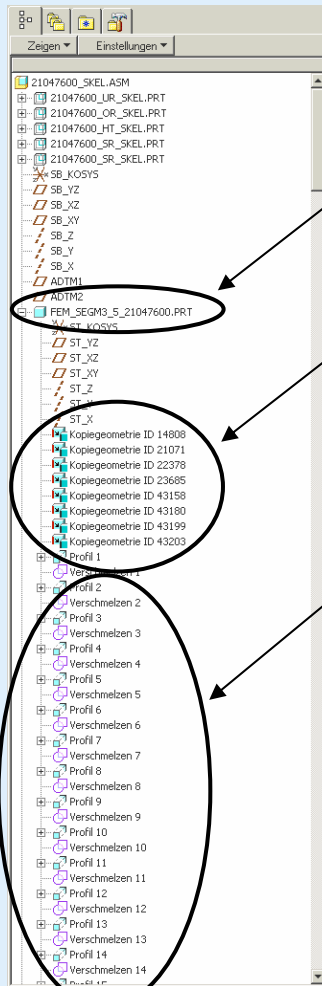 Zeigen Einstellungen
21047600_SKEL.ASM
21047600_UR_SKEL.PRT
21047600_OR_SKEL.PRT
21047600_HT_SKEL.PRT
21047600_SR_SKEL.PRT
21047600_SR_SKEL.PRT
SB_KOSYS
SB_YZ
SB_XZ
SB_XY
SB_Z
SB_Y
SB_X
ADTM1
ADTM2
FEM_SEGM3_5_21047600.PRT
ST_KOSYS
ST_YZ
ST_XZ
ST_XY
ST_Z
ST_Y
ST_X
Kopiegeometrie ID 14808
Kopiegeometrie ID 21071
Kopiegeometrie ID 22378
Kopiegeometrie ID 23685
Kopiegeometrie ID 43158
Kopiegeometrie ID 43180
Kopiegeometrie ID 43199
Kopiegeometrie ID 43203
Profil 1
Verschmelzen 1
Profil 2
Verschmelzen 2
Profil 3
Verschmelzen 3
Profil 4
Verschmelzen 4
Profil 5
Verschmelzen 5
Profil 6
Verschmelzen 6
Profil 7
Verschmelzen 7
Profil 8
Verschmelzen 8
Profil 9
Verschmelzen 9
Profil 10
Verschmelzen 10
Profil 11
Verschmelzen 11
Profil 12
Verschmelzen 12
Profil 13
Verschmelzen 13
Profil 14
Verschmelzen 14
Profil 15